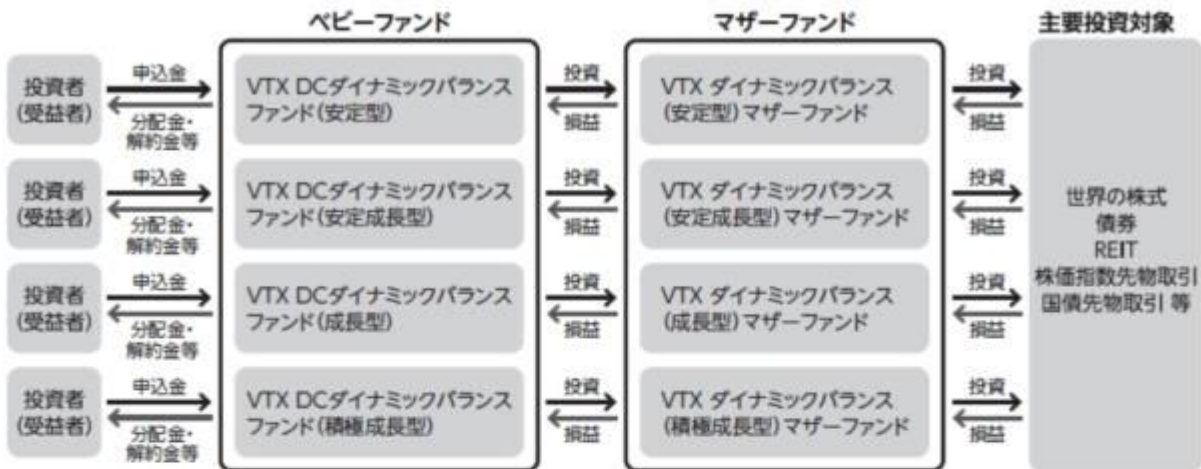 ベビーファンド
マザーファンド
主要投資対象
投資者
(受益者)
申込金
分配金・
解約金等
VTX DCダイナミックバランス
ファンド(安定型)
投資
損益
VTX ダイナミックバランス
(安定型)マザーファンド
投資
損益
投資者
(受益者)
申込金
分配金・
解約金等
VTX DCダイナミックバランス
ファンド(安定成長型)
投資
損益
VTX ダイナミックバランス
(安定成長型)マザーファンド
投資
損益
投資者
(受益者)
申込金
分配金・
解約金等
VTX DCダイナミックバランス
ファンド(成長型)
投資
損益
VTX ダイナミックバランス
(成長型)マザーファンド
投資
損益
投資者
(受益者)
申込金
分配金・
解約金等
VTX DCダイナミックバランス
ファンド(積極成長型)
投資
損益
VTX ダイナミックバランス
(積極成長型)マザーファンド
投資
損益
世界の株式
債券
REIT
株価指数先物取引
国債先物取引 等